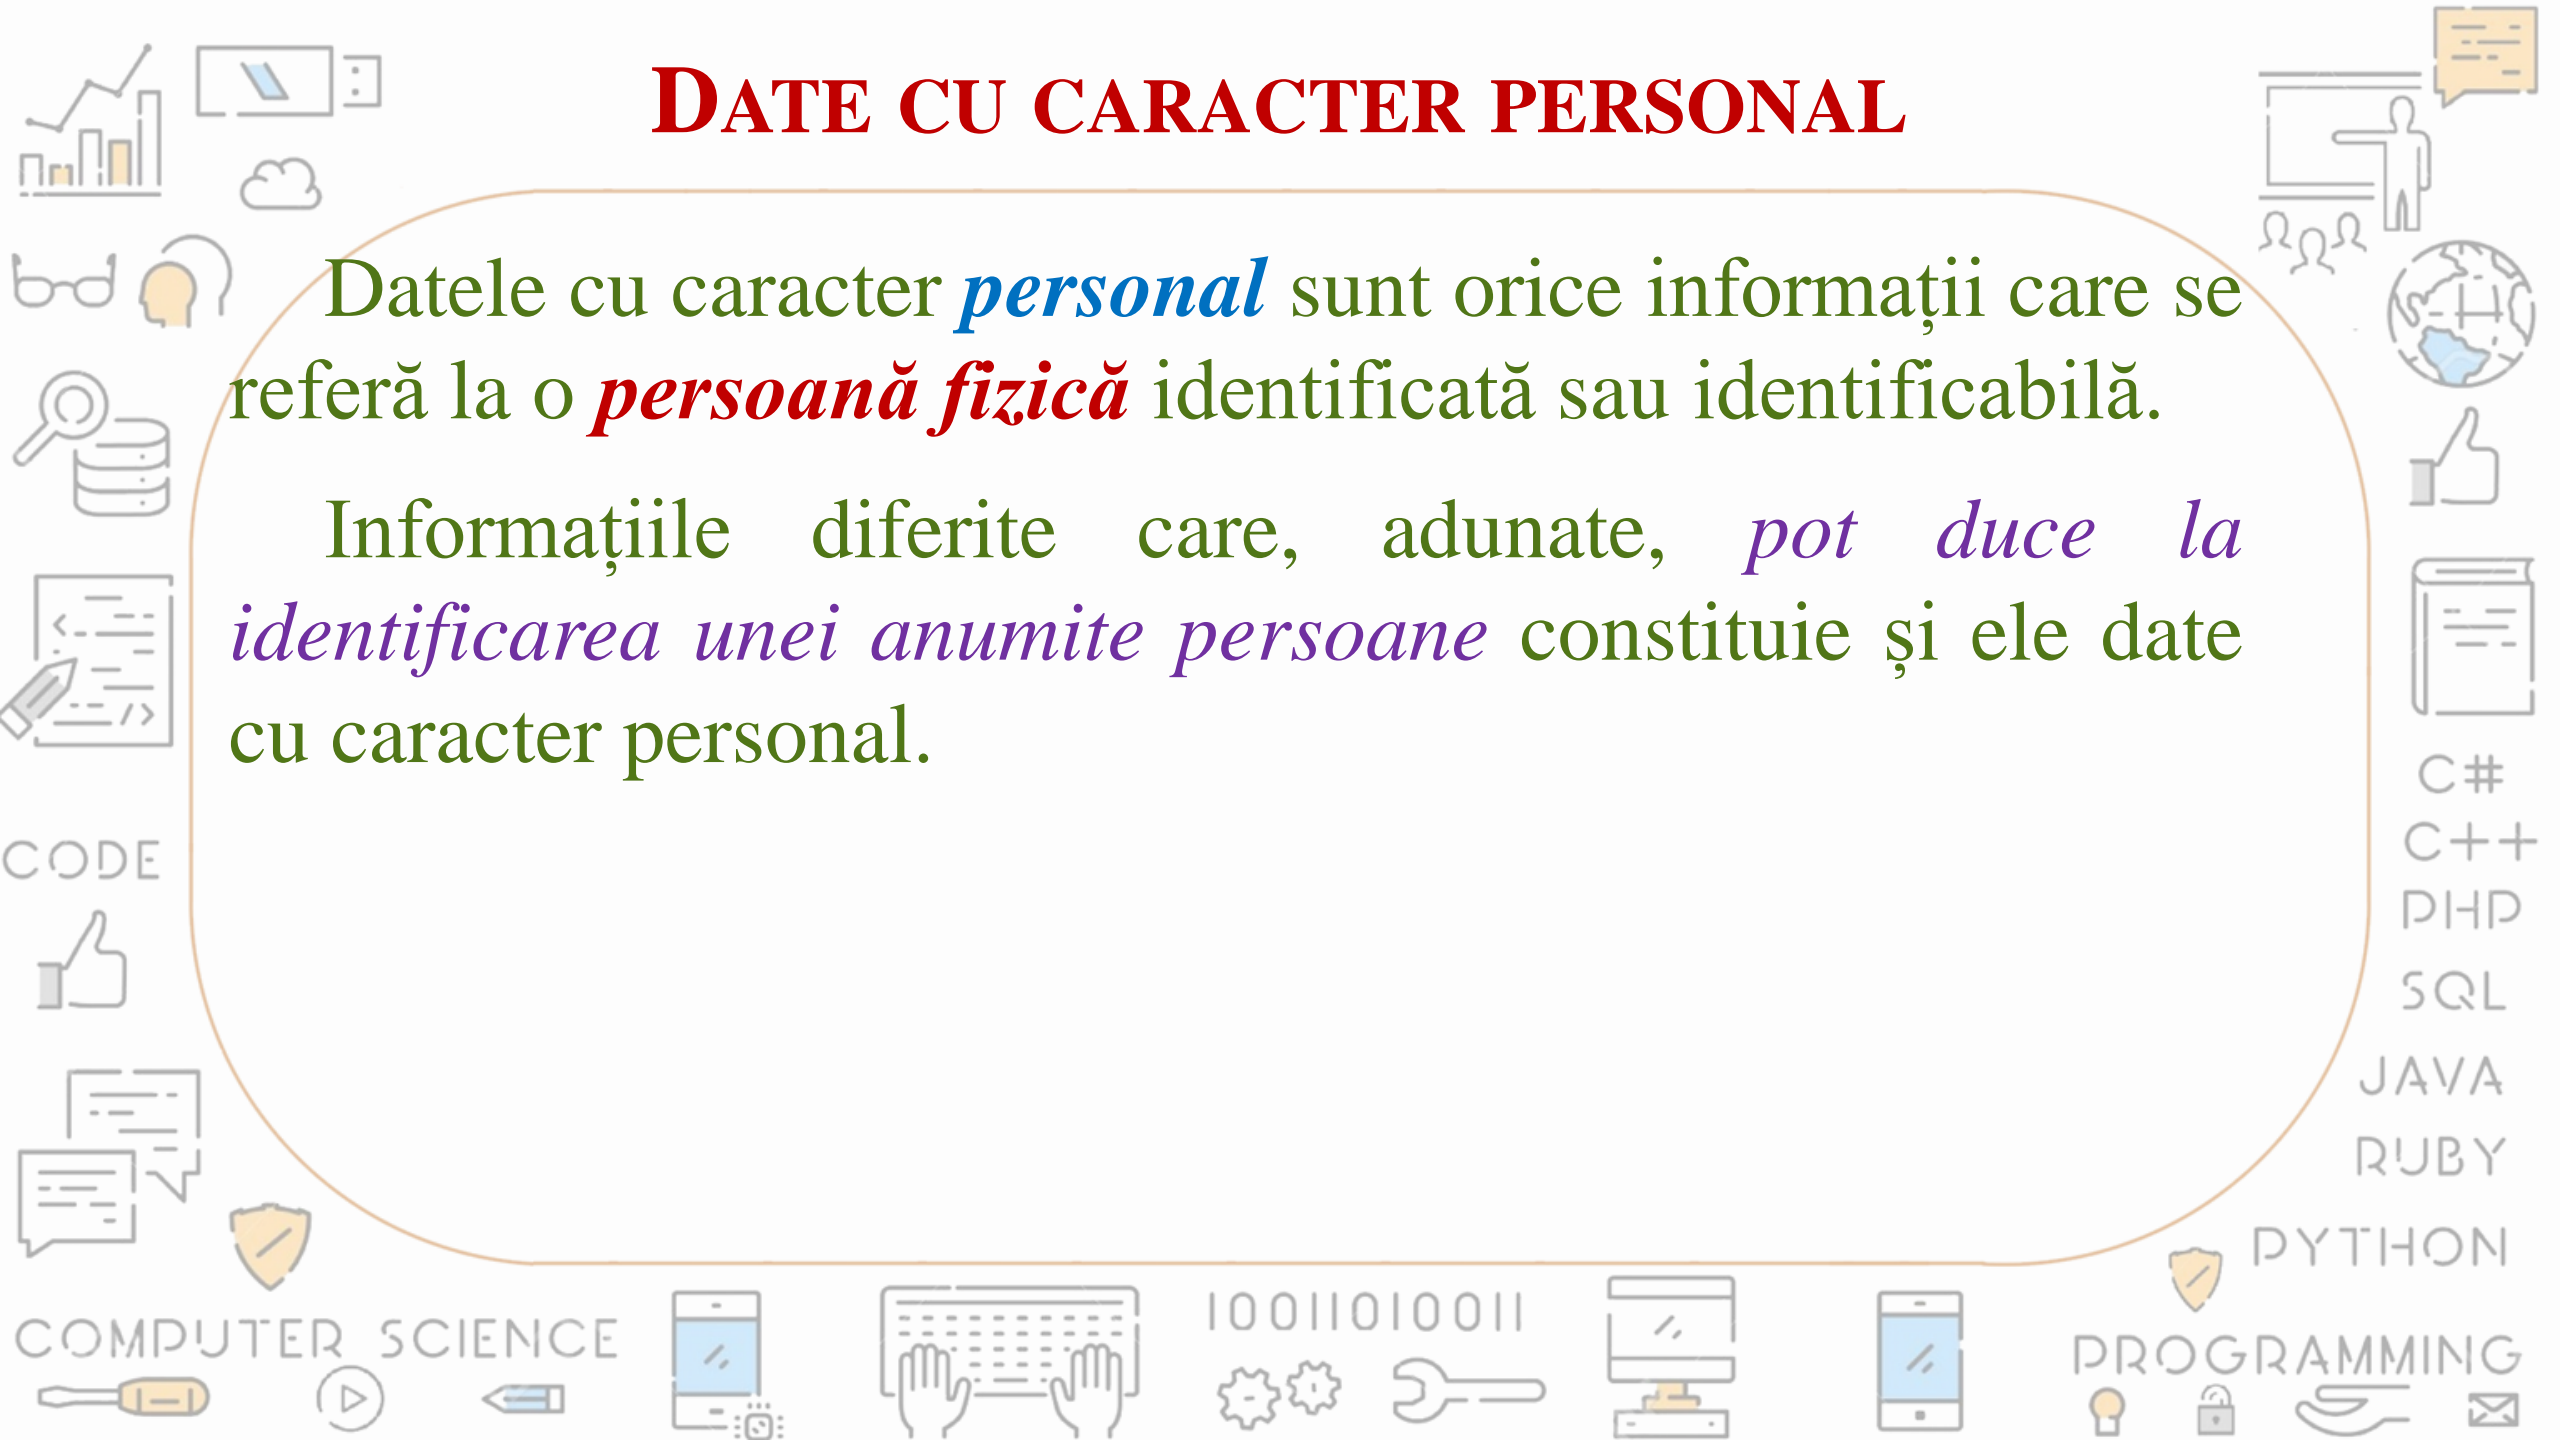 DATE CU CARACTER PERSONAL
Datele cu caracter personal sunt orice informații care se
referă la o persoană fizică identificată sau identificabilă.
Informațiile diferite care, adunate, pot duce la
identificarea unei anumite persoane constituie și ele date
cu caracter personal.
CODE
C#
C++
PHP
SQL
JAVA
RUBY
PYTHON
COMPUTER SCIENCE
10011010011
PROGRAMMING